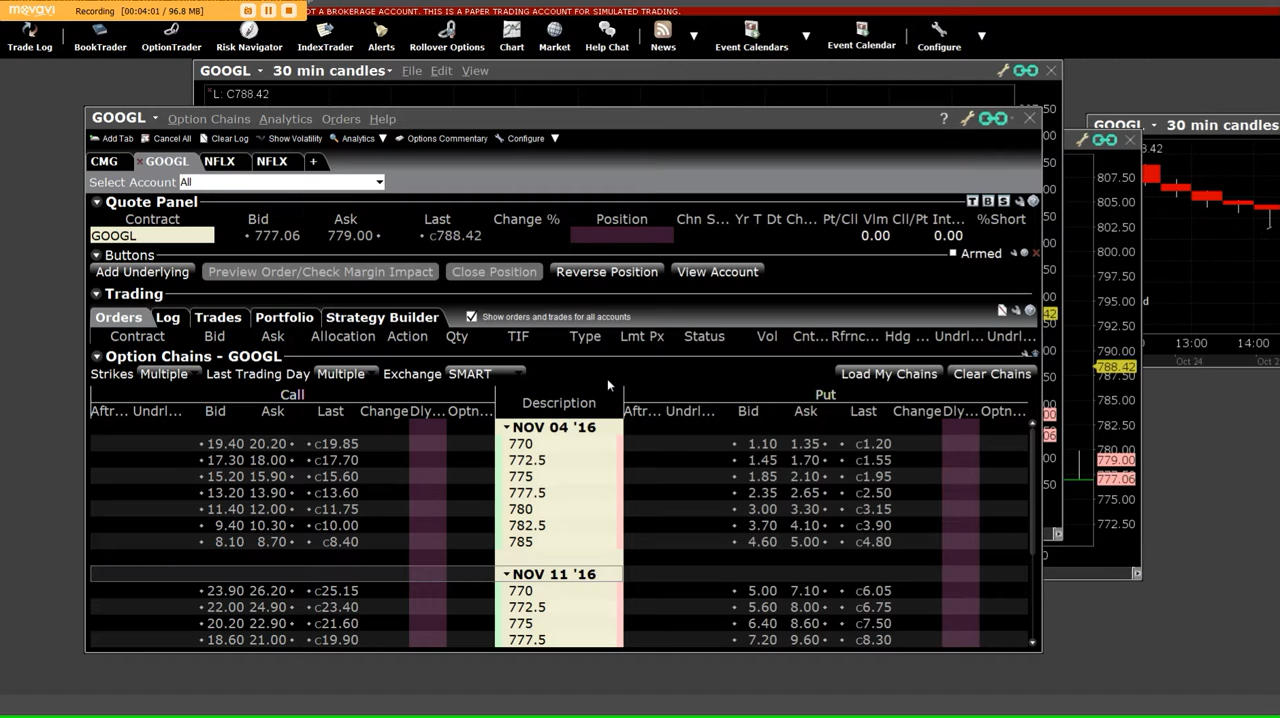 movavi Recording [00:04:01 / 96.8 MB] NOT A BROKERAGE ACCOUNT. THIS IS A PAPER TRADING ACCOUNT FOR SIMULATED TRADING.
Trade Log BookTrader OptionTrader Risk Navigator IndexTrader Alerts Rollover Options Chart Market Help Chat News Event Calendars Event Calendar Configure
GOOGL 30 min candles File Edit View
L: C788.42
GOOGL Option Chains Analytics Orders Help ?
GOOGL 30 min candles
Add Tab Cancel All Clear Log Show Volatility Analytics Options Commentary Configure
CMG GOOGL NFLX NFLX +
Select Account All
Quote Panel T B S
Contract Bid Ask Last Change % Position Chn S... Yr T Dt Ch... Pt/Cll Vlm Cll/Pt Int... %Short
GOOGL 777.06 779.00 c788.42 0.00 0.00
Buttons Armed
Add Underlying Preview Order/Check Margin Impact Close Position Reverse Position View Account
Trading
Orders Log Trades Portfolio Strategy Builder Show orders and trades for all accounts
Contract Bid Ask Allocation Action Qty TIF Type Lmt Px Status Vol Cnt... Rfrnc... Hdg ... Undrl... Undrl...
Option Chains - GOOGL
Strikes Multiple Last Trading Day Multiple Exchange SMART Load My Chains Clear Chains
Call Description Put
Aftr... Undrl... Bid Ask Last Change Dly... Optn... Aftr... Undrl... Bid Ask Last Change Dly... Optn...
NOV 04 '16
19.40 20.20 c19.85 770 1.10 1.35 c1.20
17.30 18.00 c17.70 772.5 1.45 1.70 c1.55
15.20 15.90 c15.60 775 1.85 2.10 c1.95
13.20 13.90 c13.60 777.5 2.35 2.65 c2.50
11.40 12.00 c11.75 780 3.00 3.30 c3.15
9.40 10.30 c10.00 782.5 3.70 4.10 c3.90
8.10 8.70 c8.40 785 4.60 5.00 c4.80
NOV 11 '16
23.90 26.20 c25.15 770 5.00 7.10 c6.05
22.00 24.90 c23.40 772.5 5.60 8.00 c6.75
20.20 22.90 c21.60 775 6.40 8.60 c7.50
18.60 21.00 c19.90 777.5 7.20 9.60 c8.30
807.50
805.00
802.50
800.00
797.50
795.00
792.50
790.00
788.42
787.50
785.00
782.50
780.00
779.00
777.06
775.00
772.50
13:00 14:00
Oct 24 Oct 24